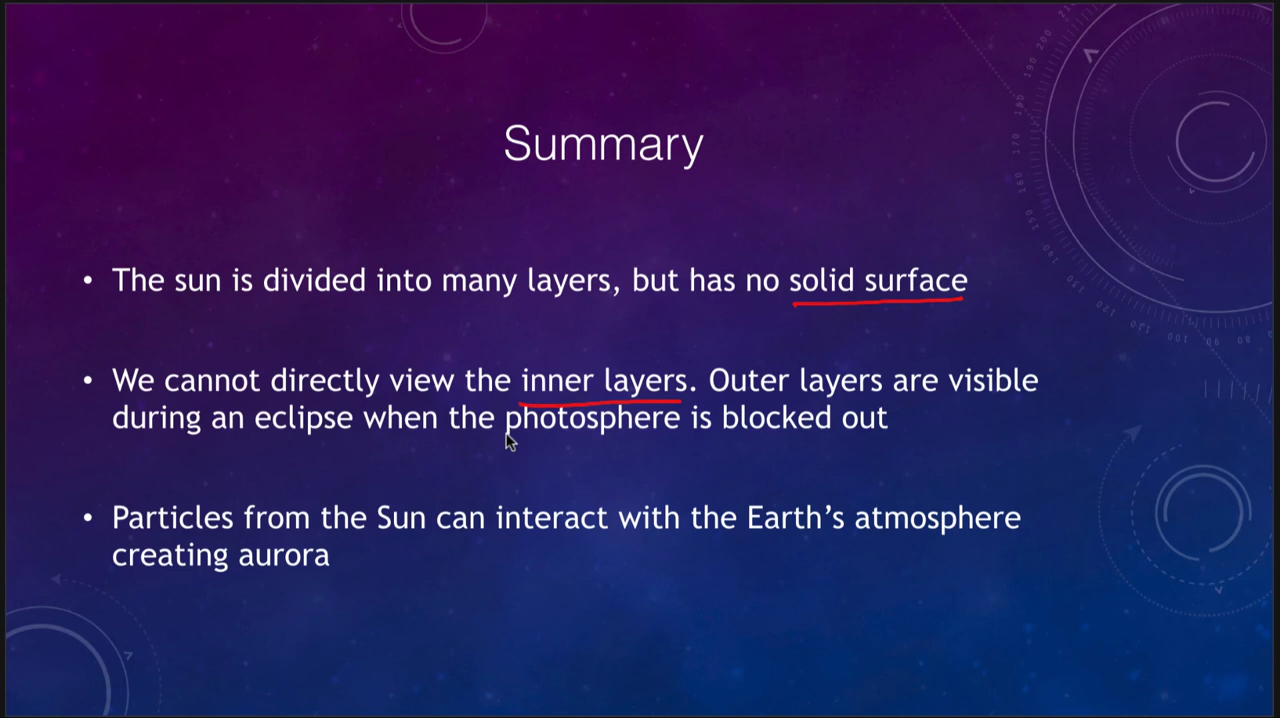 Summary
• The sun is divided into many layers, but has no solid surface
• We cannot directly view the inner layers. Outer layers are visible
during an eclipse when the photosphere is blocked out
• Particles from the Sun can interact with the Earth's atmosphere
creating aurora